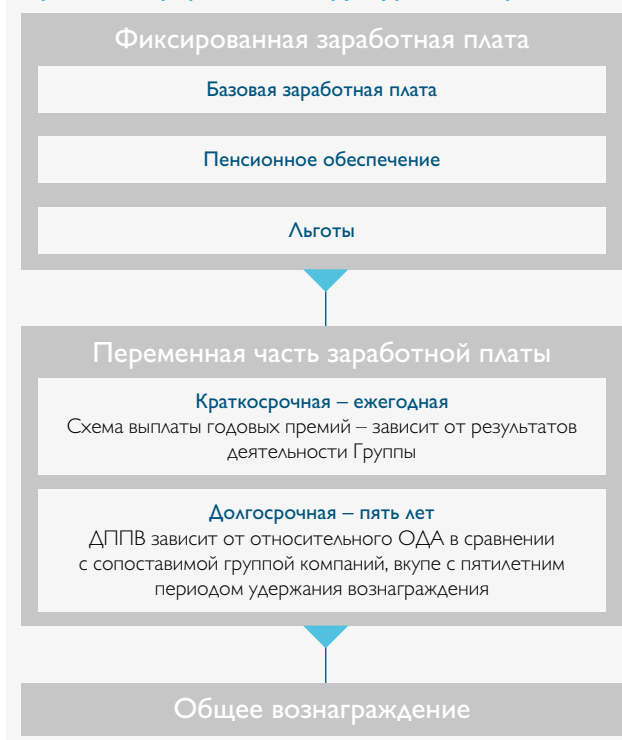 Фиксированная заработная плата
Базовая заработная плата
Пенсионное обеспечение
Льготы
Переменная часть заработной платы
Краткосрочная – ежегодная
Схема выплаты годовых премий – зависит от результатов
деятельности Группы
Долгосрочная – пять лет
ДППВ зависит от относительного ОДА в сравнении
с сопоставимой группой компаний, вкупе с пятилетним
периодом удержания вознаграждения
Общее вознаграждение